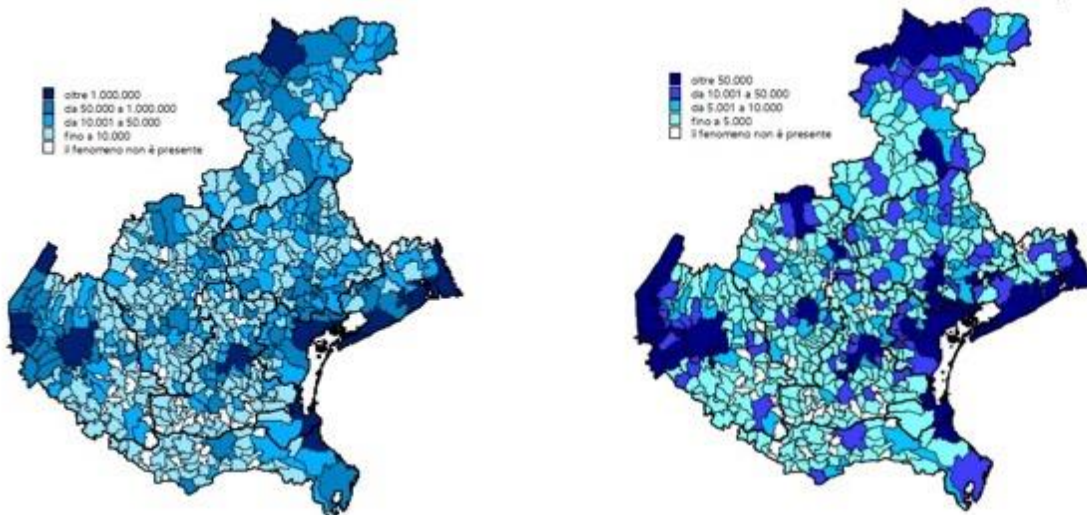 oltre 1.000.000
da 50.000 a 1.000.000
da 10.001 a 50.000
fino a 10.000
il fenomeno non è presente
oltre 50.000
da 10.001 a 50.000
da 5.001 a 10.000
fino a 5.000
il fenomeno non è presente